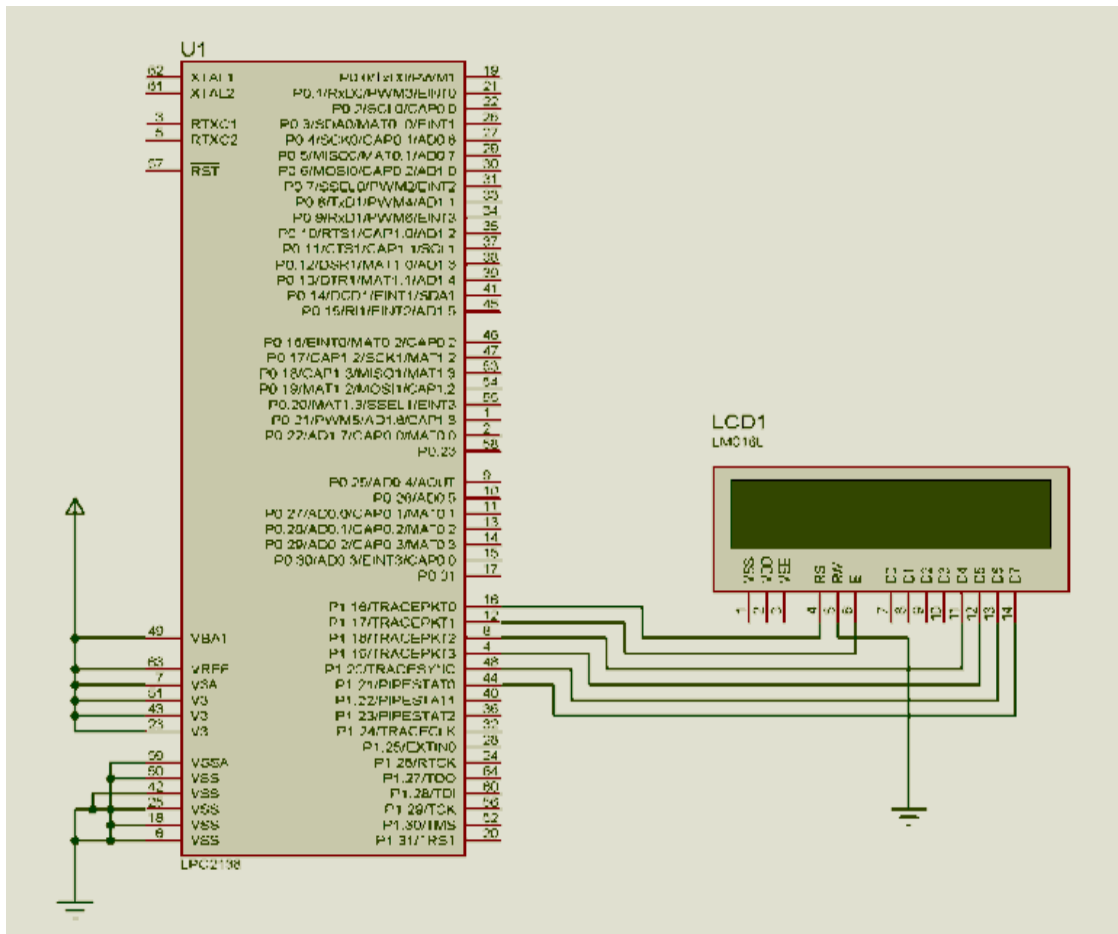 U1
62 XTAL1
61 XTAL2
3 RTXC1
5 RTXC2
57 RST
49 VBAT
63 VREF
7 V3A
51 V3
43 V3
23 V3
59 VSSA
50 VSS
42 VSS
25 VSS
18 VSS
6 VSS
P0.0/TxD0/PWM1 19
P0.1/RxD0/PWM3/EINT0 21
P0.2/SCL0/CAP0.0 22
P0.3/SDA0/MAT0.0/EINT1 26
P0.4/SCK0/CAP0.1/AD0.6 27
P0.5/MISO0/MAT0.1/AD0.7 29
P0.6/MOSI0/CAP0.2/AD1.0 30
P0.7/SSEL0/PWM2/EINT2 31
P0.8/TxD1/PWM4/AD1.1 33
P0.9/RxD1/PWM6/EINT3 34
P0.10/RTS1/CAP1.0/AD1.2 35
P0.11/CTS1/CAP1.1/SCL1 37
P0.12/DSR1/MAT1.0/AD1.3 38
P0.13/DTR1/MAT1.1/AD1.4 39
P0.14/DCD1/EINT1/SDA1 41
P0.15/RI1/EINT2/AD1.5 45
P0.16/EINT0/MAT0.2/CAP0.2 46
P0.17/CAP1.2/SCK1/MAT1.2 47
P0.18/CAP1.3/MISO1/MAT1.3 53
P0.19/MAT1.2/MOSI1/CAP1.2 54
P0.20/MAT1.3/SSEL1/EINT3 55
P0.21/PWM5/AD1.6/CAP1.3 1
P0.22/AD1.7/CAP0.0/MAT0.0 2
P0.23 58
P0.25/AD0.4/AOUT 9
P0.26/AD0.5 10
P0.27/AD0.0/CAP0.1/MAT0.1 11
P0.28/AD0.1/CAP0.2/MAT0.2 13
P0.29/AD0.2/CAP0.3/MAT0.3 14
P0.30/AD0.3/EINT3/CAP0.0 15
P0.31 17
P1.16/TRACEPKT0 16
P1.17/TRACEPKT1 12
P1.18/TRACEPKT2 8
P1.19/TRACEPKT3 4
P1.20/TRACESYNC 48
P1.21/PIPESTAT0 44
P1.22/PIPESTAT1 40
P1.23/PIPESTAT2 36
P1.24/TRACECLK 32
P1.25/EXTIN0 28
P1.26/RTCK 24
P1.27/TDO 64
P1.28/TDI 60
P1.29/TCK 56
P1.30/TMS 52
P1.31/TRST 20
LPC2138
LCD1
LM016L
VSS VDD VEE RS RW E D0 D1 D2 D3 D4 D5 D6 D7
1 2 3 4 5 6 7 8 9 10 11 12 13 14